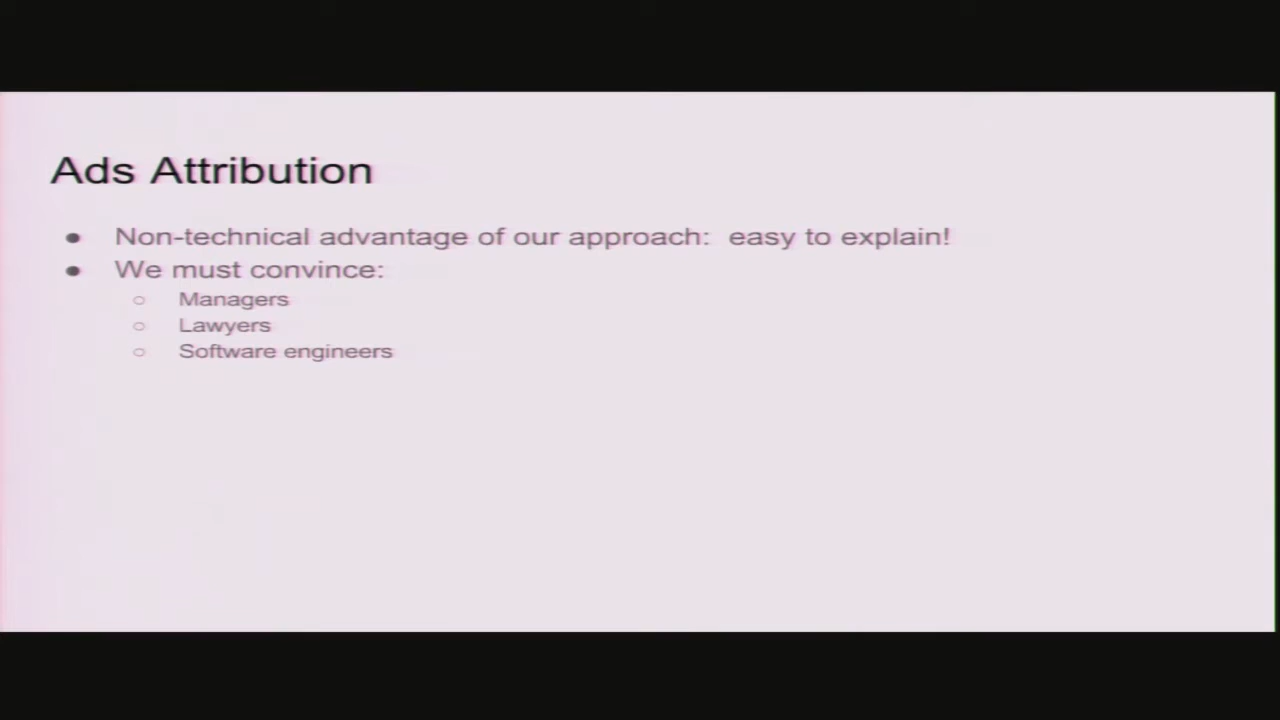 Ads Attribution
● Non-technical advantage of our approach: easy to explain!
● We must convince:
○ Managers
○ Lawyers
○ Software engineers